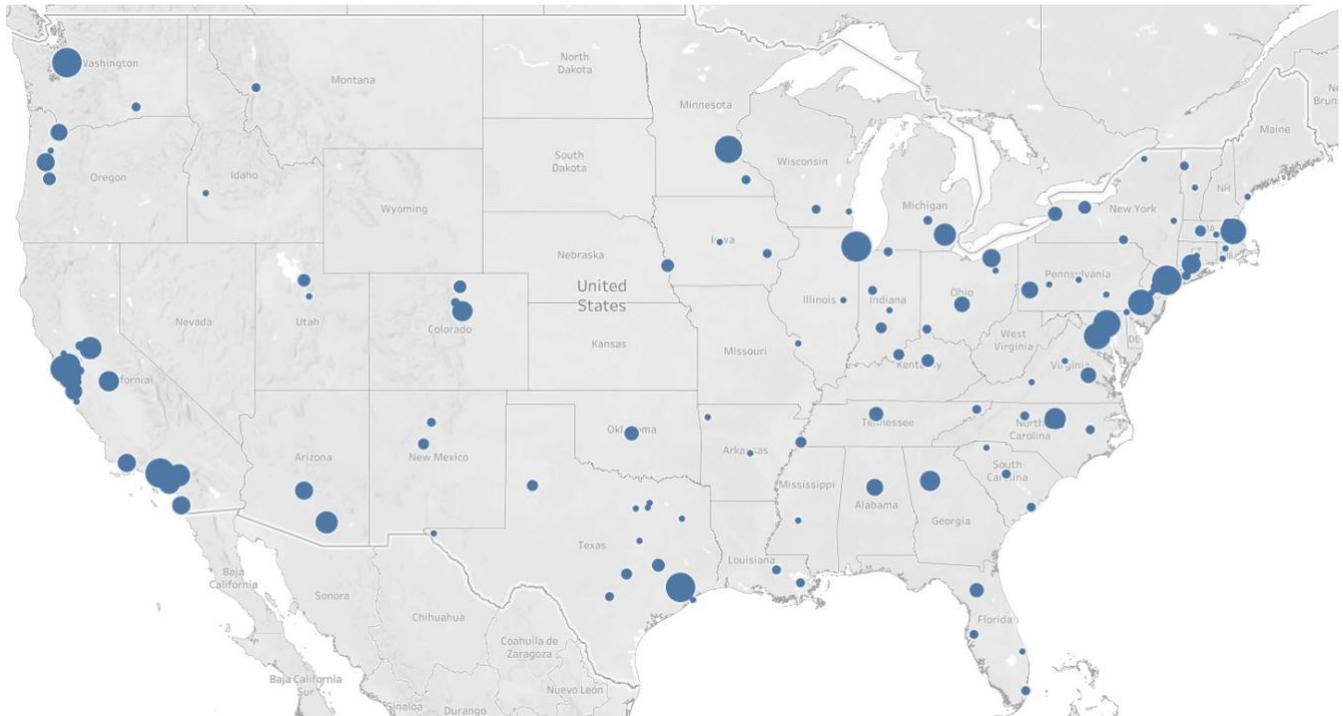 Washington
Montana
North
Dakota
Minnesota
Maine
Oregon
Idaho
South
Dakota
Wisconsin
Michigan
NH
New York
Wyoming
Iowa
Nebraska
United
States
Pennsylvania
Nevada
Utah
Colorado
Kansas
Illinois
Indiana
Ohio
West
Virginia
DE
Missouri
Kentucky
Virginia
California
Arizona
New Mexico
Oklahoma
Arkansas
Tennessee
North
Carolina
South
Carolina
Mississippi
Alabama
Georgia
Texas
Louisiana
Florida
Baja
California
Sonora
Chihuahua
Coahuila de
Zaragoza
Nuevo León
Baja California
Sur
Sinaloa
Durango